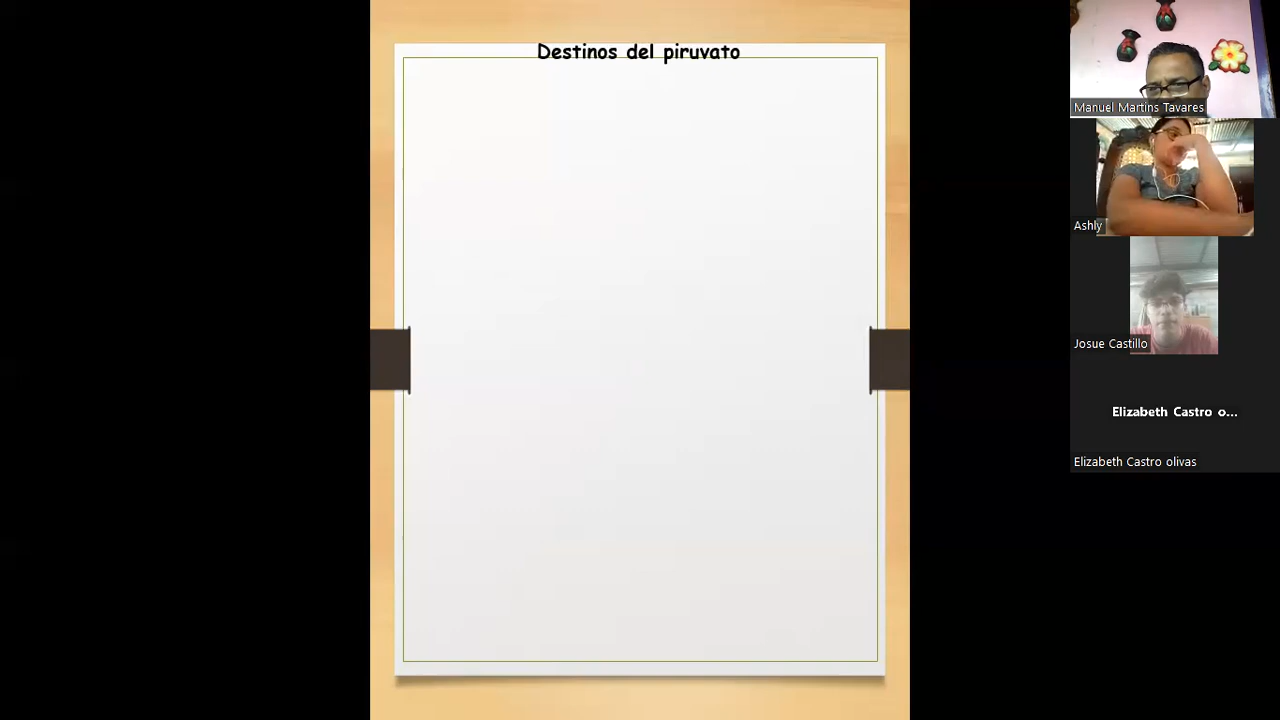 Destinos del piruvato
Manuel Martins Tavares
Ashly
Josue Castillo
Elizabeth Castro o...
Elizabeth Castro olivas